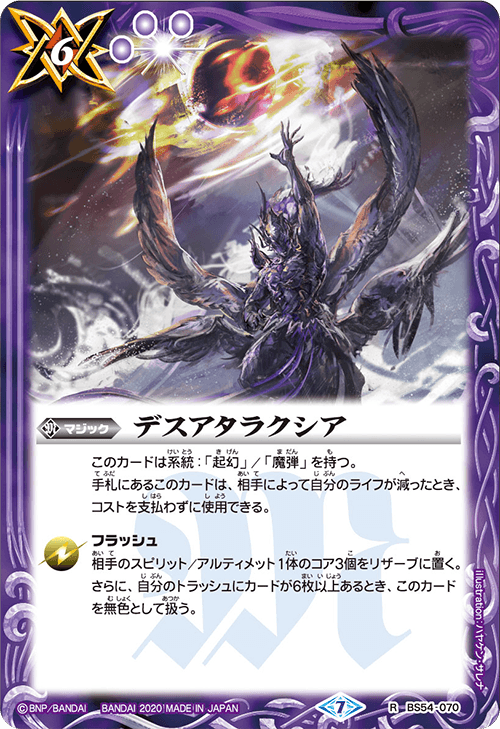 6
マジック
デスアタラクシア
このカードは系統:「起幻」/「魔弾」を持つ。
手札にあるこのカードは、相手によって自分のライフが減ったとき、
コストを支払わずに使用できる。
フラッシュ
相手のスピリット/アルティメット1体のコア3個をリザーブに置く。
さらに、自分のトラッシュにカードが6枚以上あるとき、このカード
を無色として扱う。
illustration:ハヤケン・サレナ
©BNP/BANDAI BANDAI 2020 MADE IN JAPAN 7 R BS54-070